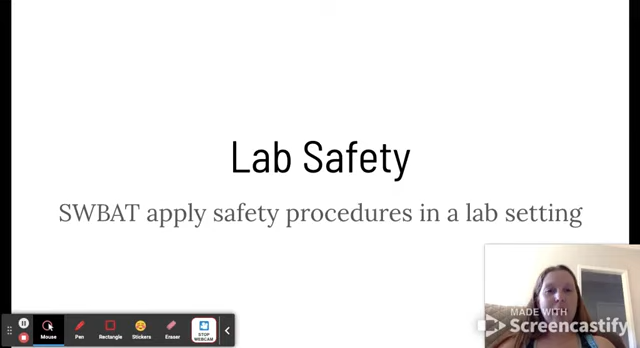 Lab Safety
SWBAT apply safety procedures in a lab setting
MADE WITH
Screencastify
Mouse
Pen
Rectangle
Stickers
Eraser
STOP
WEBCAM